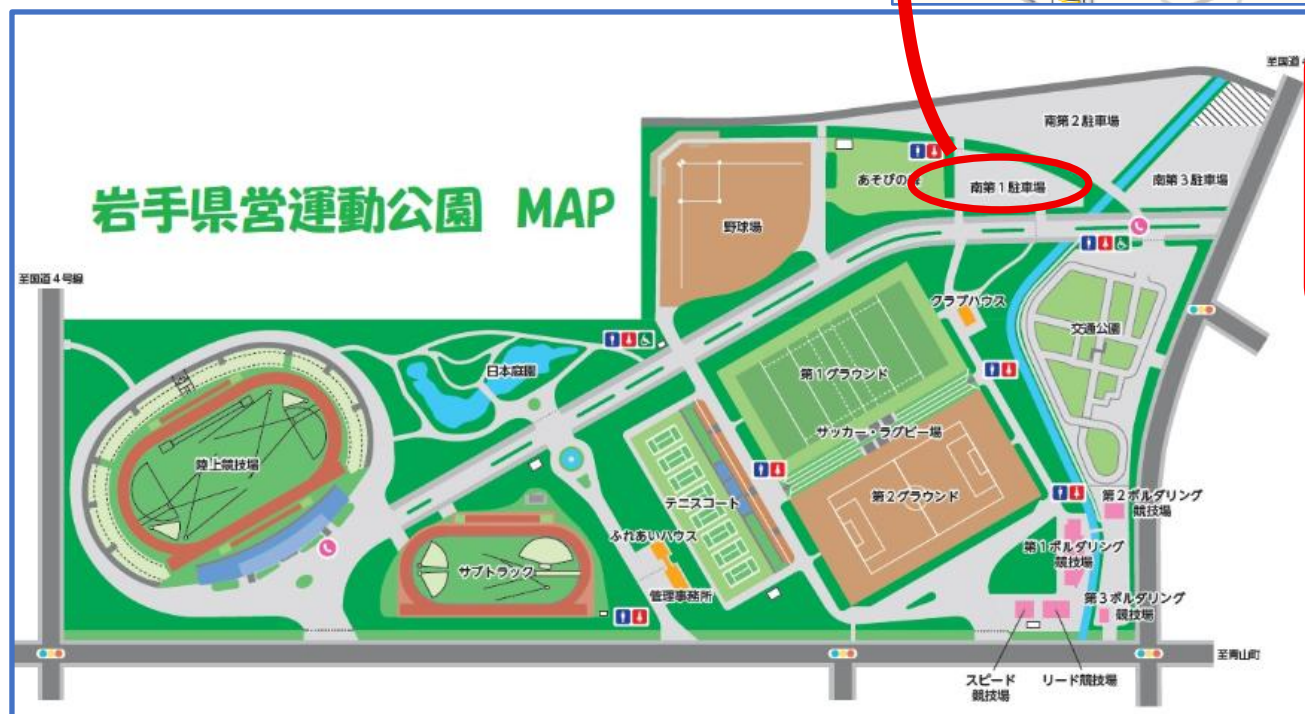 至国道
南第2駐車場
あそびの
南第1駐車場
南第3駐車場
岩手県営運動公園 MAP
野球場
至国道4号線
クラブハウス
交通公園
日本庭園
第1グラウンド
サッカー・ラグビー場
陸上競技場
第2グラウンド
テニスコート
第2ボルダリング
競技場
ふれあいハウス
第1ボルダリング
競技場
サブトラック
管理事務所
第3ボルダリング
競技場
至青山町
スピード
競技場
リード競技場